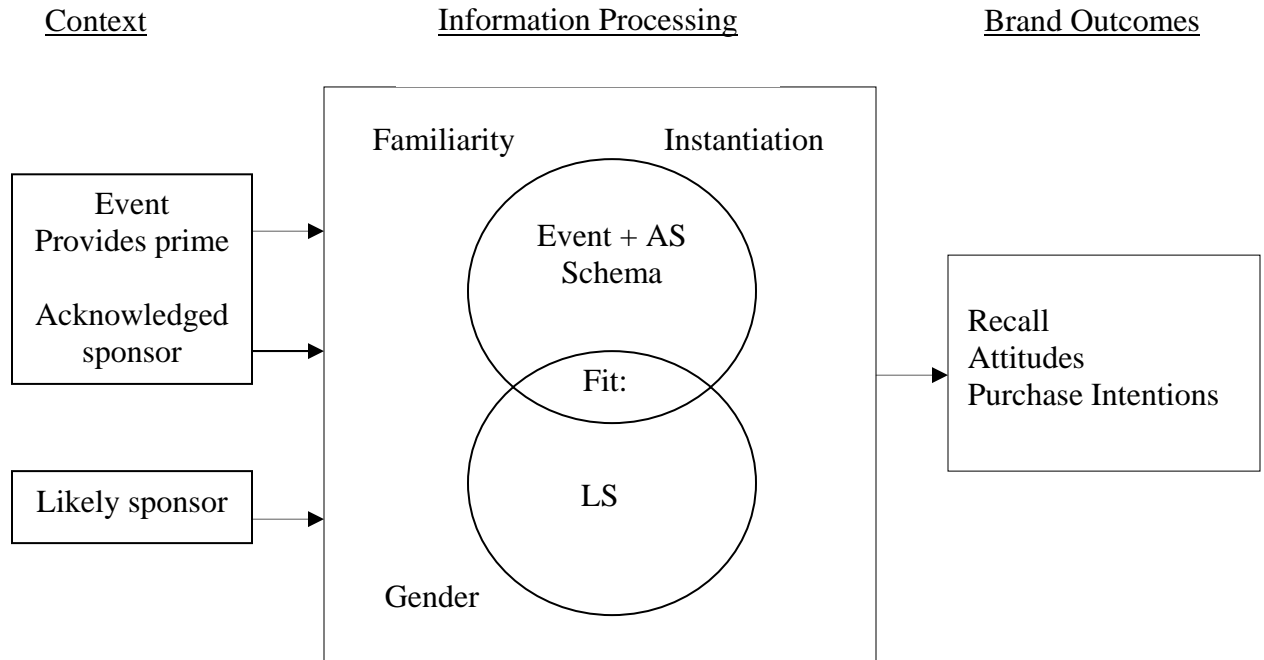 Context
Information Processing
Brand Outcomes
Familiarity
Instantiation
Event
Provides prime
Acknowledged
sponsor
Event + AS
Schema
Fit:
Recall
Attitudes
Purchase Intentions
Likely sponsor
LS
Gender